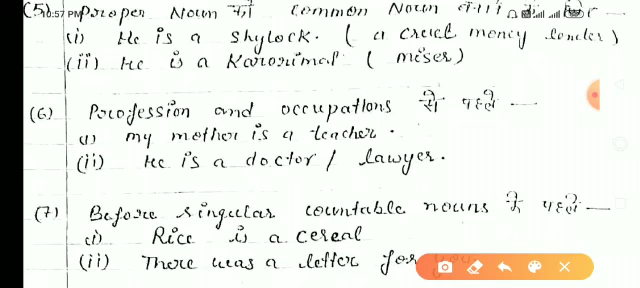 (5) Proper Noun को Common Noun बनाने
(i) He is a Shylock. ( a cruel money lender )
(ii) He is a Karorimal ( miser )
(6) Profession and occupations से पहले —
(i) my mother is a teacher .
(ii) He is a doctor / lawyer.
(7) Before singular countable nouns के पहले —
(i) Rice is a cereal
(ii) There was a letter for you